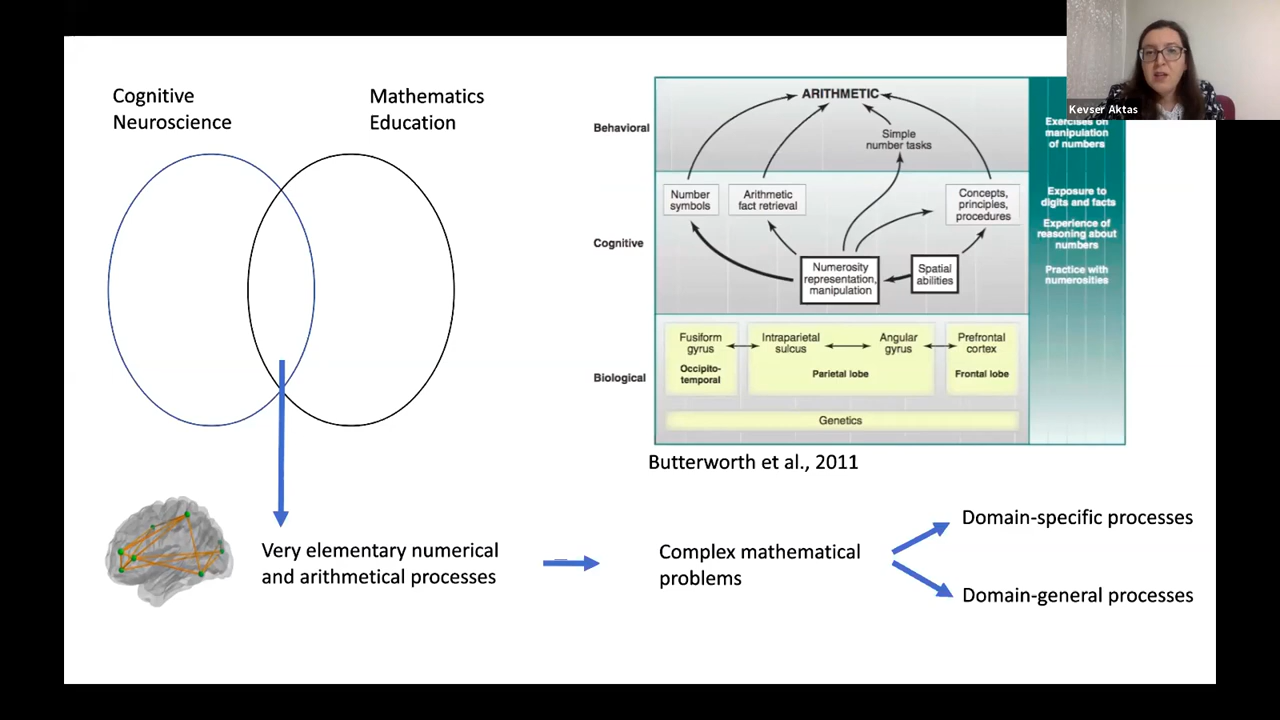 Cognitive
Neuroscience
Mathematics
Education
Kevser Aktas
Behavioral
Cognitive
Biological
ARITHMETIC
Simple
number tasks
Number
symbols
Arithmetic
fact retrieval
Concepts,
principles,
procedures
Numerosity
representation,
manipulation
Spatial
abilities
Fusiform
gyrus
Intraparietal
sulcus
Angular
gyrus
Prefrontal
cortex
Occipito-
temporal
Parietal lobe
Frontal lobe
Genetics
Exercises on
manipulation
of numbers
Exposure to
digits and facts
Experience of
reasoning about
numbers
Practice with
numerosities
Butterworth et al., 2011
Very elementary numerical
and arithmetical processes
Complex mathematical
problems
Domain-specific processes
Domain-general processes